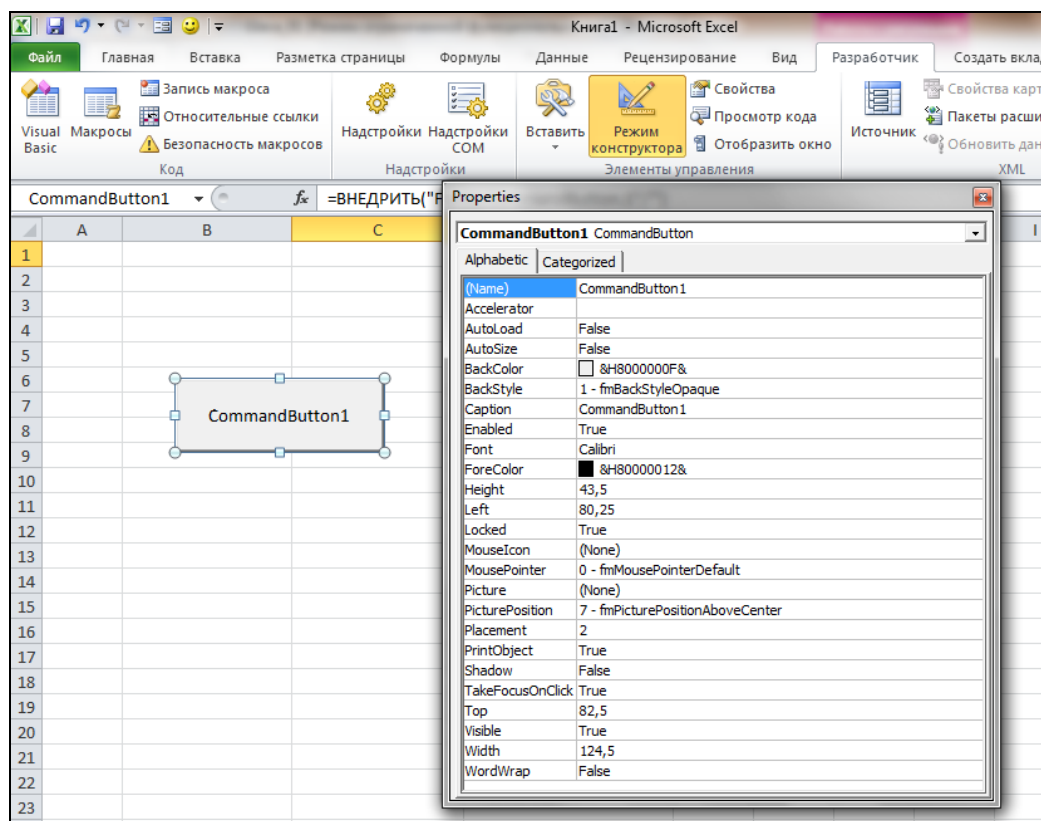 Книга1 - Microsoft Excel
Файл Главная Вставка Разметка страницы Формулы Данные Рецензирование Вид Разработчик Создать вкла
Visual Basic
Макросы
Запись макроса
Относительные ссылки
Безопасность макросов
Код
Надстройки
Надстройки COM
Надстройки
Вставить
Режим конструктора
Свойства
Просмотр кода
Отобразить окно
Элементы управления
Источник
Свойства карт
Пакеты расши
Обновить дан
XML
CommandButton1 fx =ВНЕДРИТЬ("F
A B C I
1
2
3
4
5
6
7
8
9
10
11
12
13
14
15
16
17
18
19
20
21
22
23
CommandButton1
Properties
CommandButton1 CommandButton
Alphabetic Categorized
(Name) CommandButton1
Accelerator
AutoLoad False
AutoSize False
BackColor &H8000000F&
BackStyle 1 - fmBackStyleOpaque
Caption CommandButton1
Enabled True
Font Calibri
ForeColor &H80000012&
Height 43,5
Left 80,25
Locked True
MouseIcon (None)
MousePointer 0 - fmMousePointerDefault
Picture (None)
PicturePosition 7 - fmPicturePositionAboveCenter
Placement 2
PrintObject True
Shadow False
TakeFocusOnClick True
Top 82,5
Visible True
Width 124,5
WordWrap False